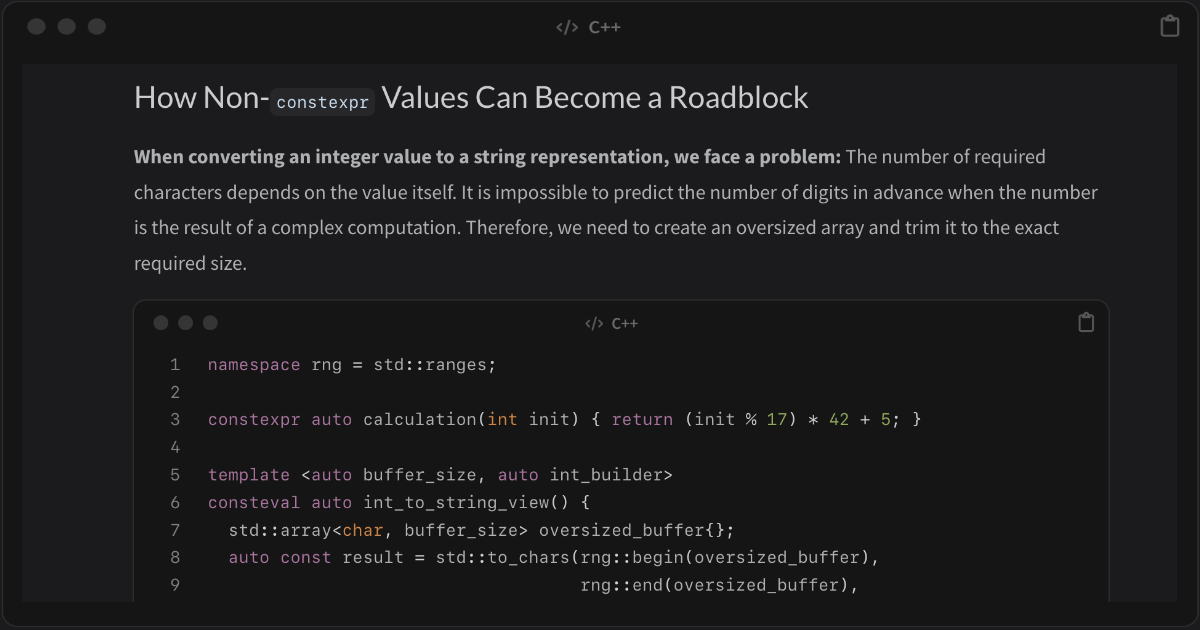 </> C++
How Non-constexpr Values Can Become a Roadblock
When converting an integer value to a string representation, we face a problem: The number of required
characters depends on the value itself. It is impossible to predict the number of digits in advance when the number
is the result of a complex computation. Therefore, we need to create an oversized array and trim it to the exact
required size.
</> C++
1 namespace rng = std::ranges;
2
3 constexpr auto calculation(int init) { return (init % 17) * 42 + 5; }
4
5 template <auto buffer_size, auto int_builder>
6 consteval auto int_to_string_view() {
7   std::array<char, buffer_size> oversized_buffer{};
8   auto const result = std::to_chars(rng::begin(oversized_buffer),
9                                     rng::end(oversized_buffer),